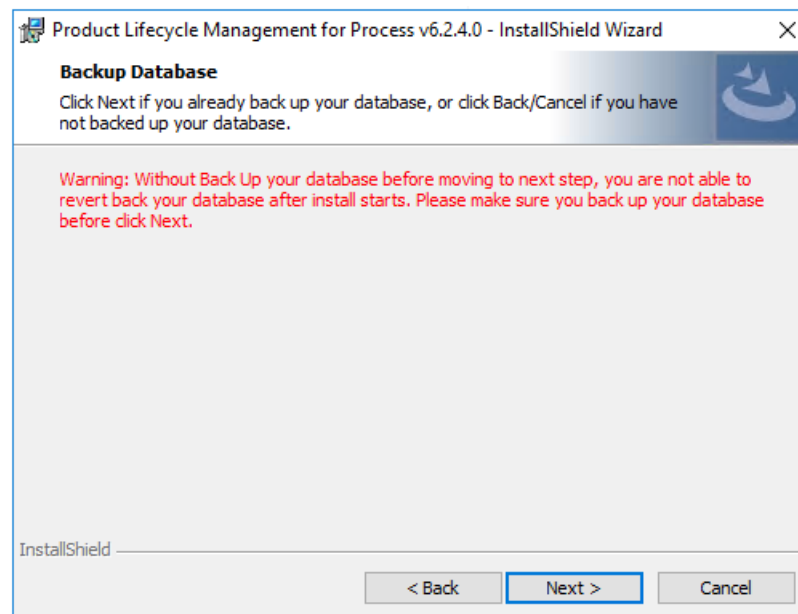 Product Lifecycle Management for Process v6.2.4.0 - InstallShield Wizard
Backup Database
Click Next if you already back up your database, or click Back/Cancel if you have
not backed up your database.
Warning: Without Back Up your database before moving to next step, you are not able to
revert back your database after install starts. Please make sure you back up your database
before click Next.
InstallShield
< Back Next > Cancel